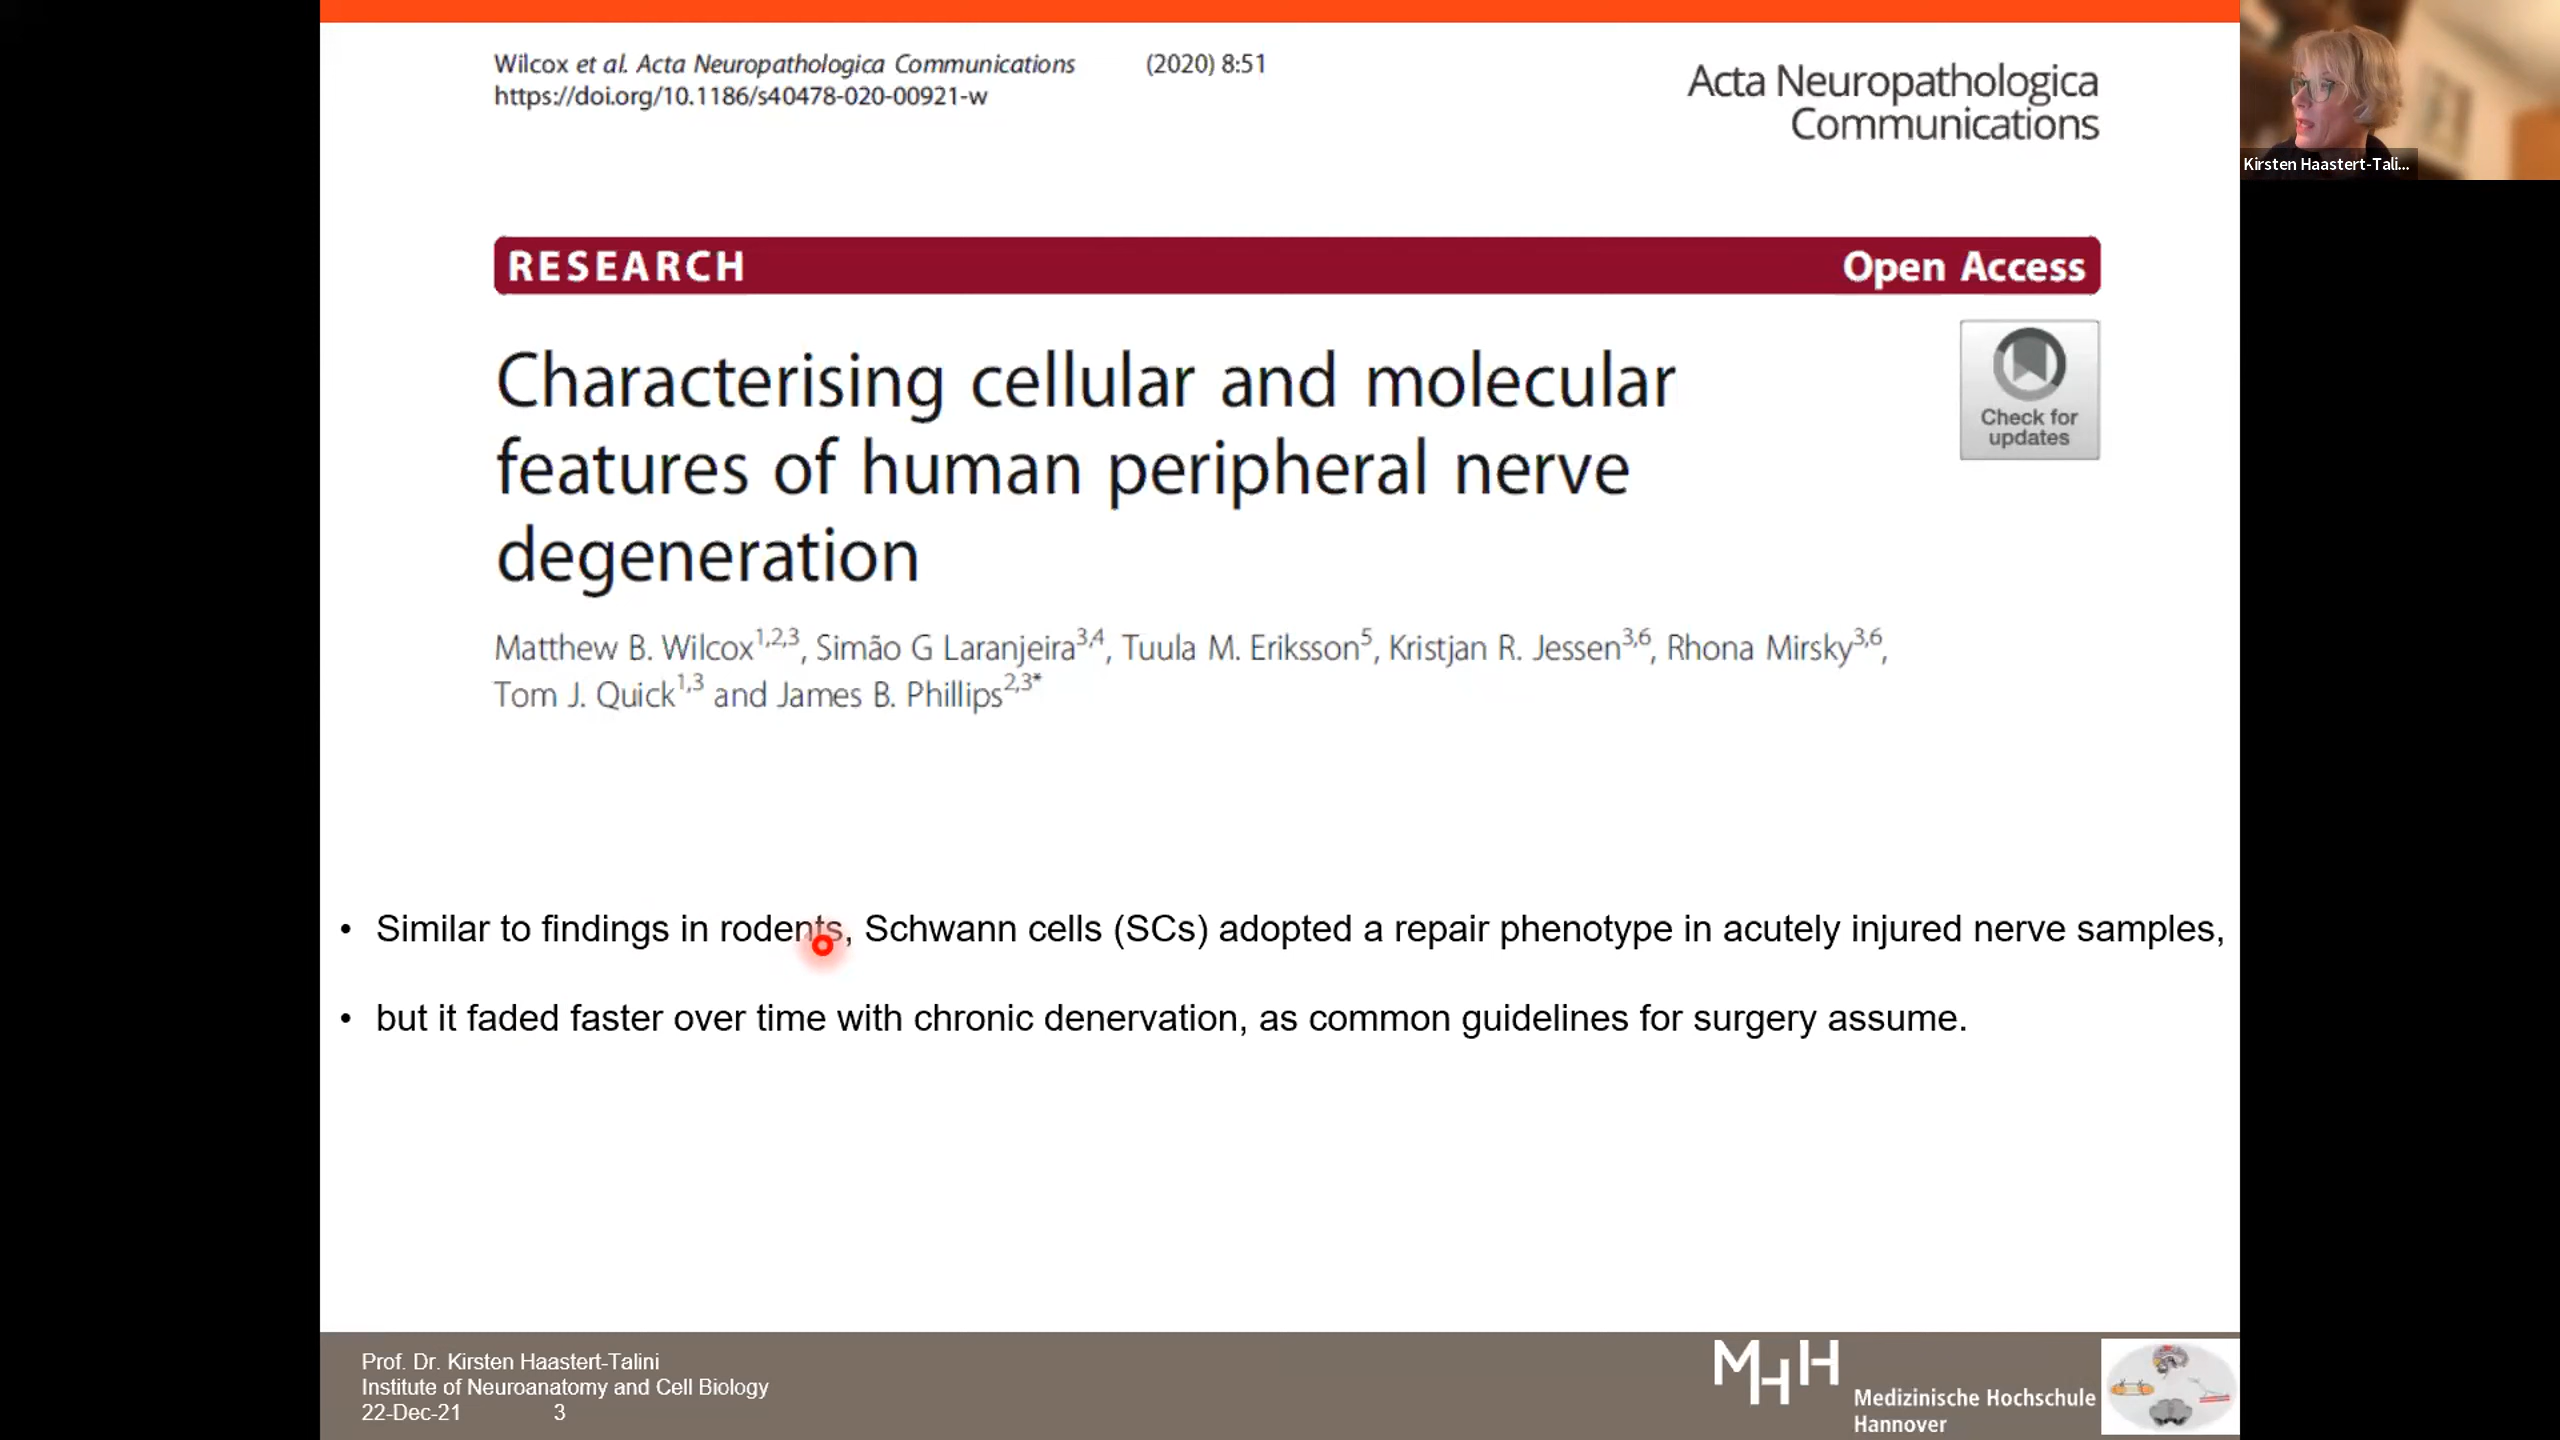 Wilcox et al. Acta Neuropathologica Communications (2020) 8:51
https://doi.org/10.1186/s40478-020-00921-w
Acta Neuropathologica
Communications
Kirsten Haastert-Tali...
RESEARCH Open Access
Characterising cellular and molecular
features of human peripheral nerve
degeneration
Check for
updates
Matthew B. Wilcox1,2,3, Simão G Laranjeira3,4, Tuula M. Eriksson5, Kristjan R. Jessen3,6, Rhona Mirsky3,6,
Tom J. Quick1,3 and James B. Phillips2,3*
• Similar to findings in rodents, Schwann cells (SCs) adopted a repair phenotype in acutely injured nerve samples,
• but it faded faster over time with chronic denervation, as common guidelines for surgery assume.
Prof. Dr. Kirsten Haastert-Talini
Institute of Neuroanatomy and Cell Biology
22-Dec-21 3
MHH
Medizinische Hochschule
Hannover